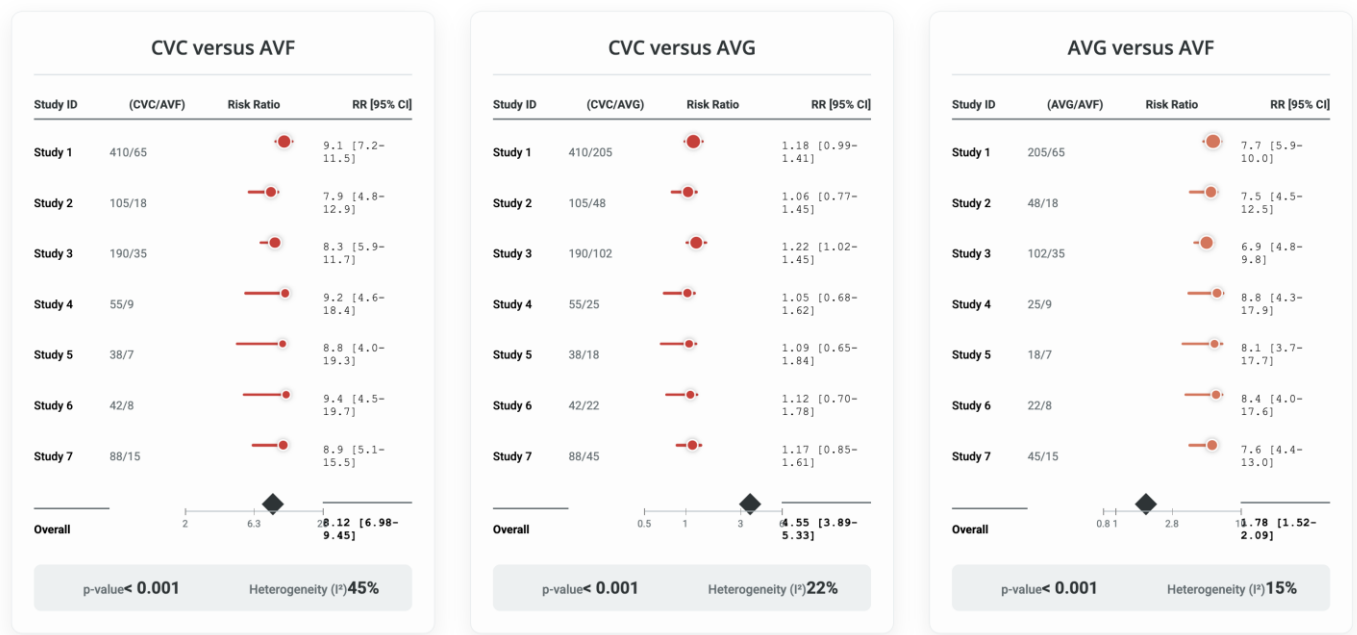 CVC versus AVF
Study ID (CVC/AVF) Risk Ratio RR [95% CI]
Study 1 410/65 9.1 [7.2–
11.5]
Study 2 105/18 7.9 [4.8–
12.9]
Study 3 190/35 8.3 [5.9–
11.7]
Study 4 55/9 9.2 [4.6–
18.4]
Study 5 38/7 8.8 [4.0–
19.3]
Study 6 42/8 9.4 [4.5–
19.7]
Study 7 88/15 8.9 [5.1–
15.5]
2 6.3
Overall 8.12 [6.98–
9.45]
p-value< 0.001 Heterogeneity (I²)45%
CVC versus AVG
Study ID (CVC/AVG) Risk Ratio RR [95% CI]
Study 1 410/205 1.18 [0.99–
1.41]
Study 2 105/48 1.06 [0.77–
1.45]
Study 3 190/102 1.22 [1.02–
1.45]
Study 4 55/25 1.05 [0.68–
1.62]
Study 5 38/18 1.09 [0.65–
1.84]
Study 6 42/22 1.12 [0.70–
1.78]
Study 7 88/45 1.17 [0.85–
1.61]
0.5 1 3
Overall 4.55 [3.89–
5.33]
p-value< 0.001 Heterogeneity (I²)22%
AVG versus AVF
Study ID (AVG/AVF) Risk Ratio RR [95% CI]
Study 1 205/65 7.7 [5.9–
10.0]
Study 2 48/18 7.5 [4.5–
12.5]
Study 3 102/35 6.9 [4.8–
9.8]
Study 4 25/9 8.8 [4.3–
17.9]
Study 5 18/7 8.1 [3.7–
17.7]
Study 6 22/8 8.4 [4.0–
17.6]
Study 7 45/15 7.6 [4.4–
13.0]
0.8 1 2.8
Overall 1.78 [1.52–
2.09]
p-value< 0.001 Heterogeneity (I²)15%